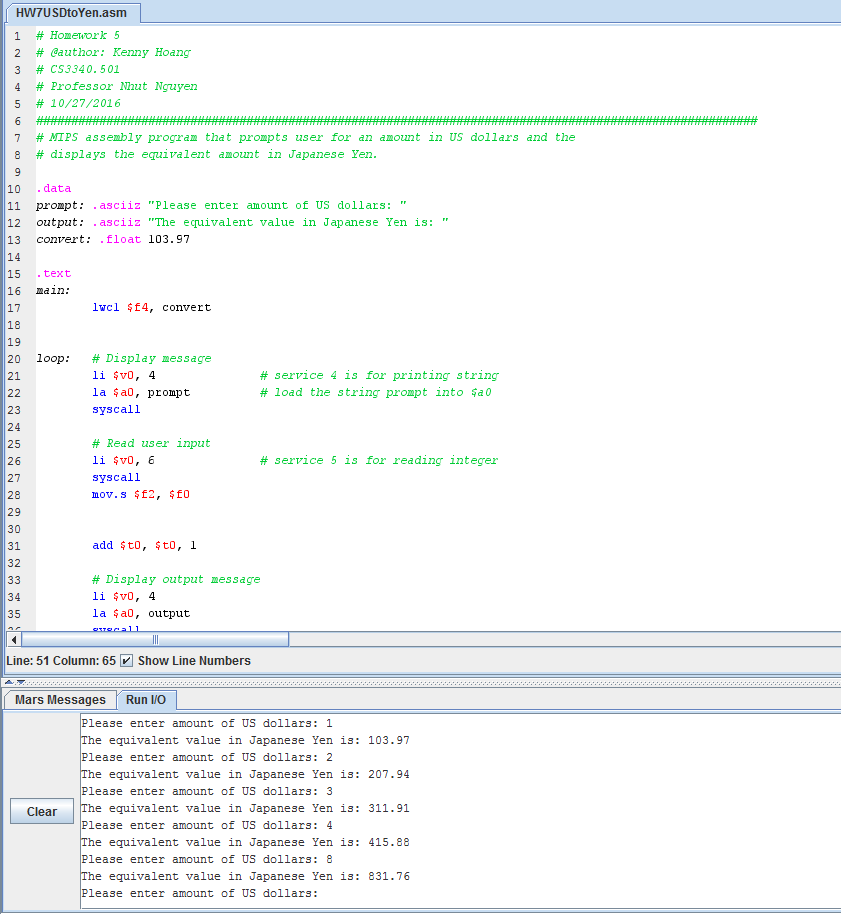 HW7USDtoYen.asm
1 # Homework 5
2 # @author: Kenny Hoang
3 # CS3340.501
4 # Professor Nhut Nguyen
5 # 10/27/2016
6 #######################################################################################################
7 # MIPS assembly program that prompts user for an amount in US dollars and the
8 # displays the equivalent amount in Japanese Yen.
9
10 .data
11 prompt: .asciiz "Please enter amount of US dollars: "
12 output: .asciiz "The equivalent value in Japanese Yen is: "
13 convert: .float 103.97
14
15 .text
16 main:
17 lwc1 $f4, convert
18
19
20 loop: # Display message
21 li $v0, 4 # service 4 is for printing string
22 la $a0, prompt # load the string prompt into $a0
23 syscall
24
25 # Read user input
26 li $v0, 6 # service 5 is for reading integer
27 syscall
28 mov.s $f2, $f0
29
30
31 add $t0, $t0, 1
32
33 # Display output message
34 li $v0, 4
35 la $a0, output
36 syscall
Line: 51 Column: 65 Show Line Numbers
Mars Messages Run I/O
Please enter amount of US dollars: 1
The equivalent value in Japanese Yen is: 103.97
Please enter amount of US dollars: 2
The equivalent value in Japanese Yen is: 207.94
Please enter amount of US dollars: 3
The equivalent value in Japanese Yen is: 311.91
Please enter amount of US dollars: 4
The equivalent value in Japanese Yen is: 415.88
Please enter amount of US dollars: 8
The equivalent value in Japanese Yen is: 831.76
Please enter amount of US dollars:
Clear